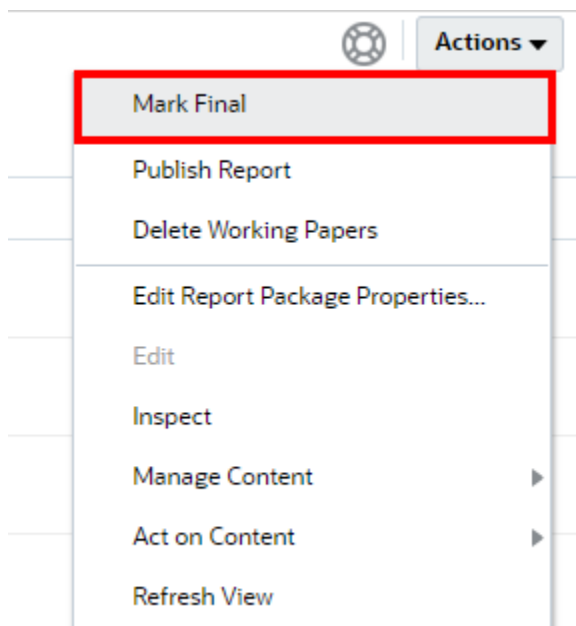 Actions
Mark Final
Publish Report
Delete Working Papers
Edit Report Package Properties...
Edit
Inspect
Manage Content
Act on Content
Refresh View